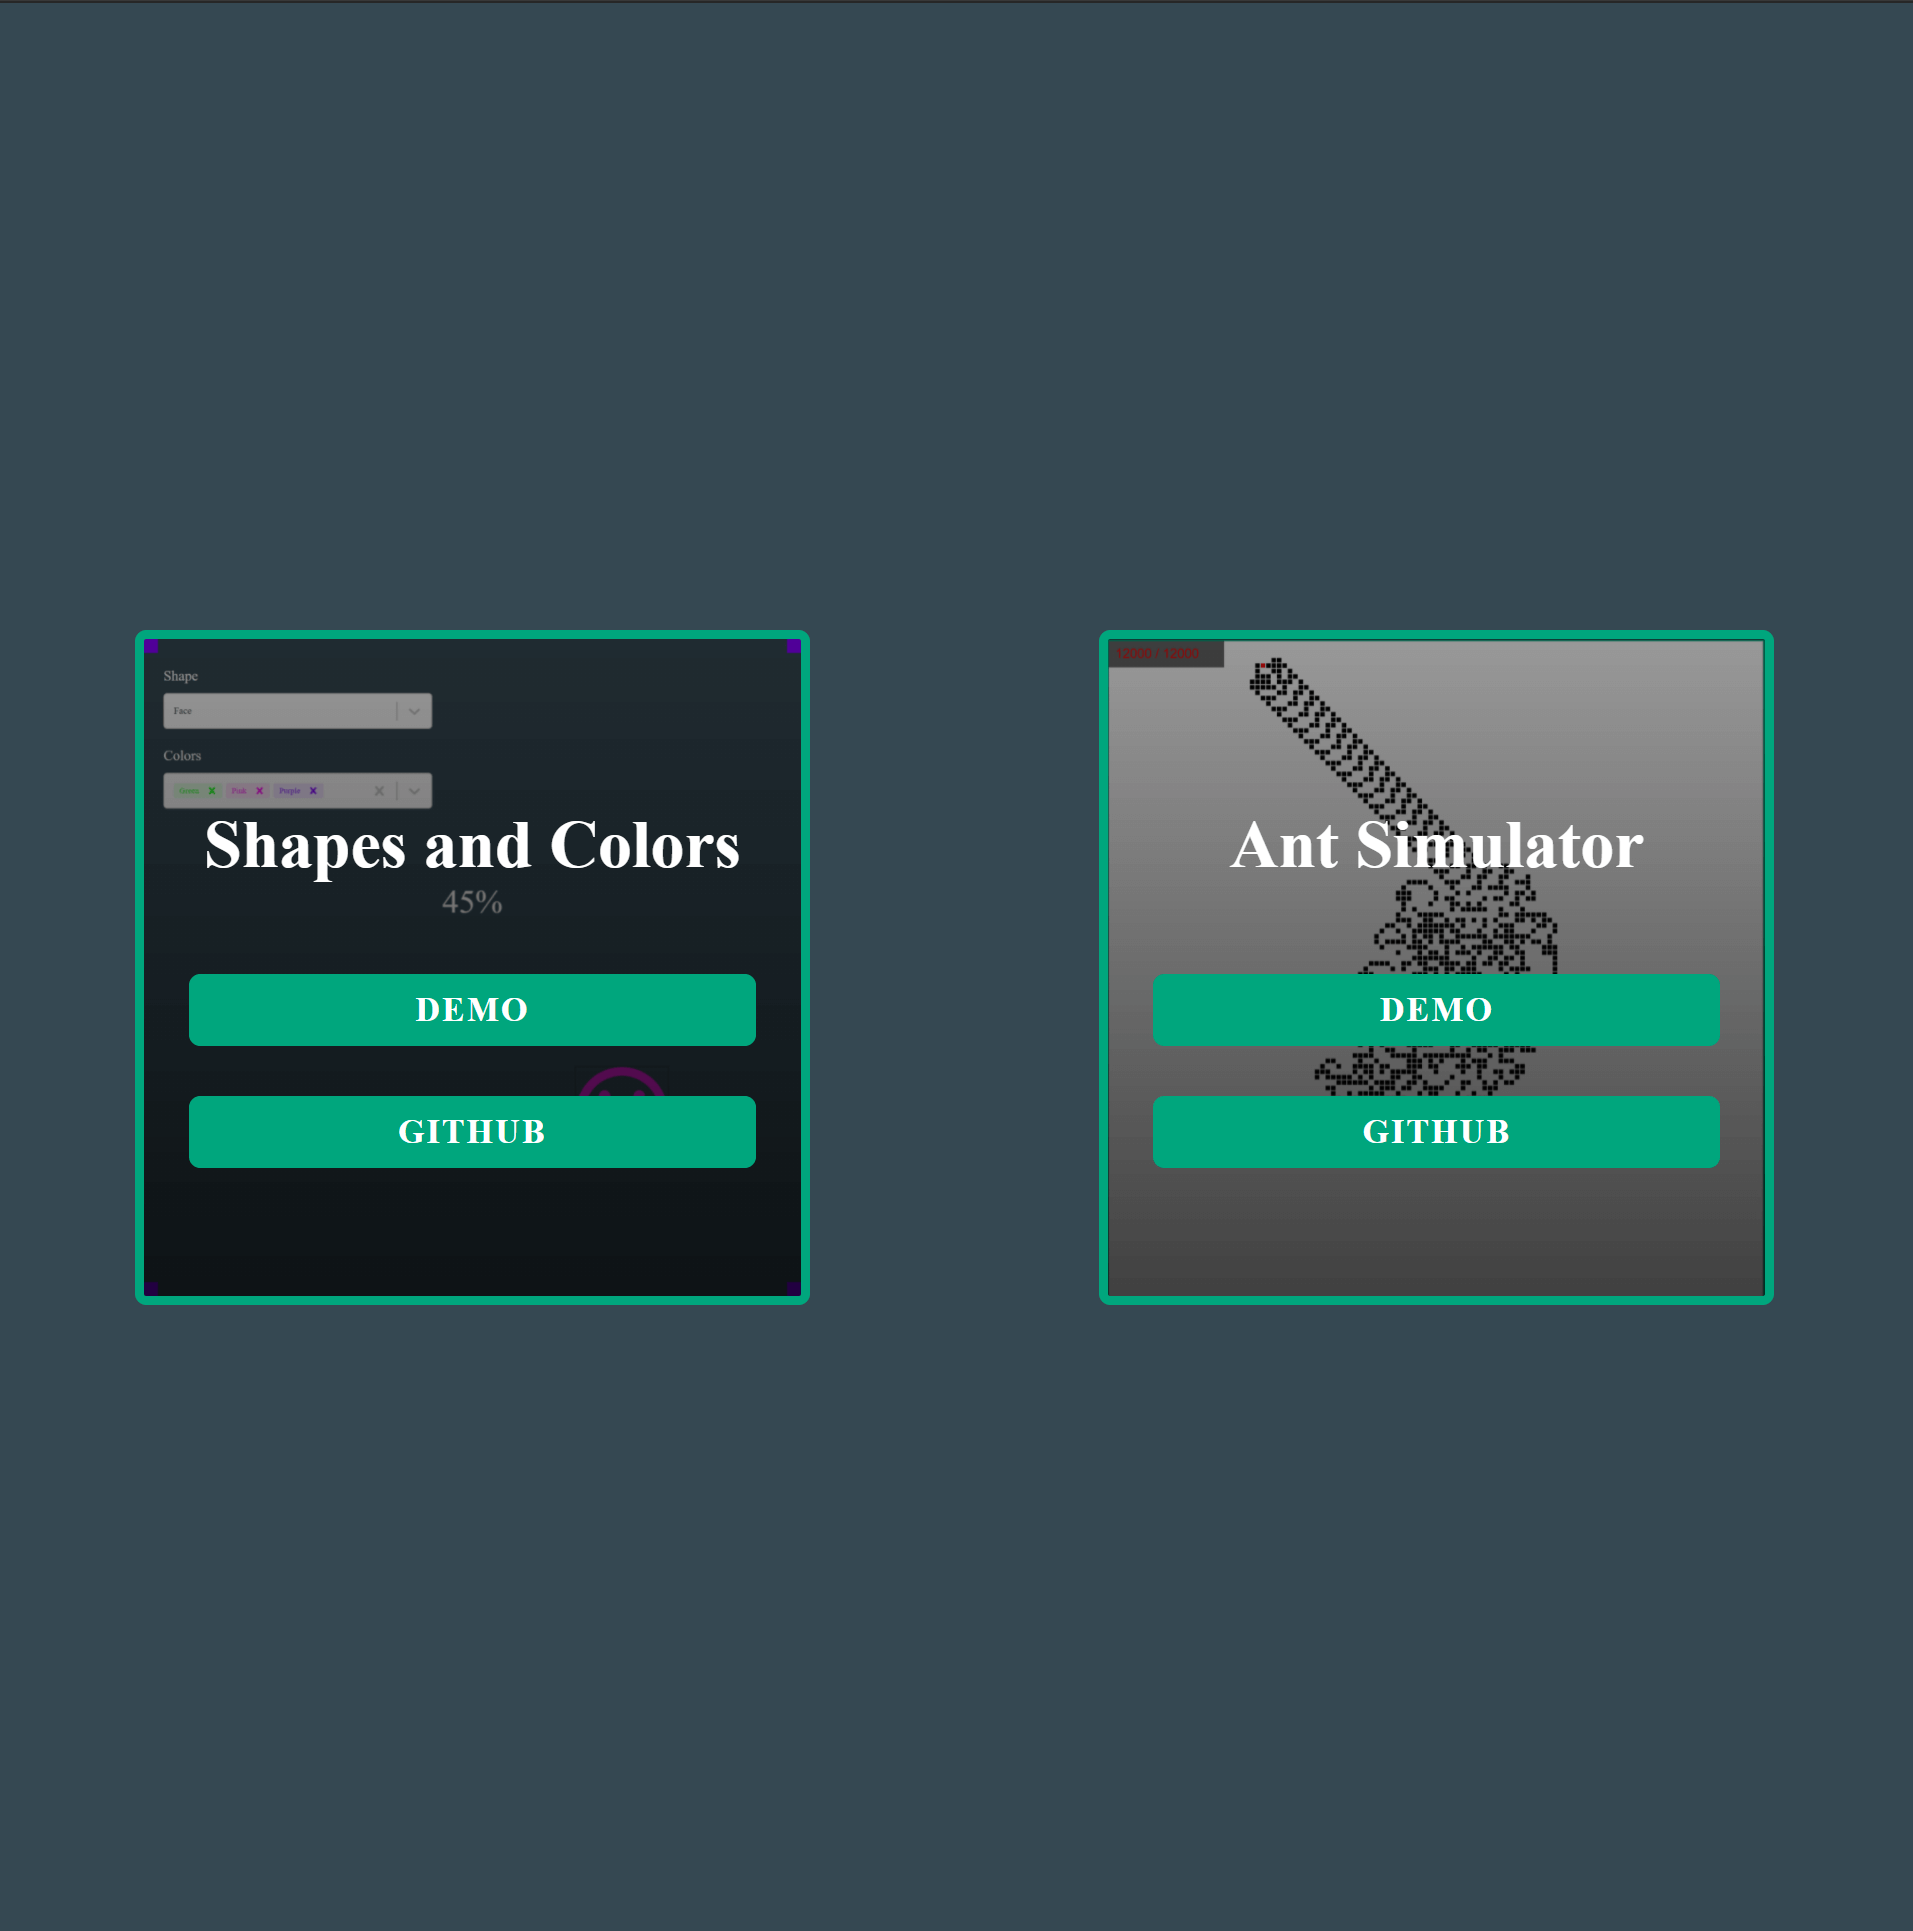 Shape
Face
Colors
Green Pink Purple
Shapes and Colors
45%
DEMO
GITHUB
12000 / 12000
Ant Simulator
DEMO
GITHUB